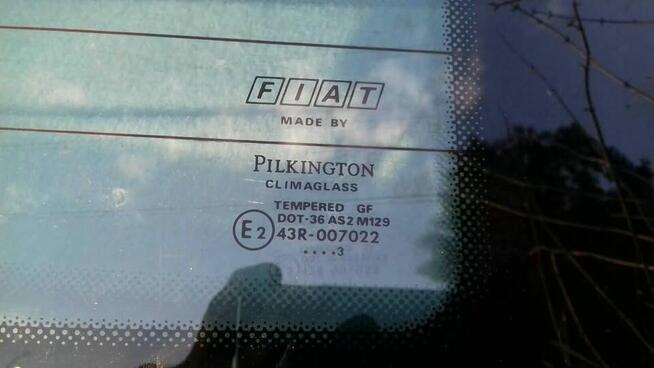 FIAT
MADE BY
PILKINGTON
CLIMAGLASS
TEMPERED GF
DOT-36 AS2 M129
E2 43R-007022
••••3